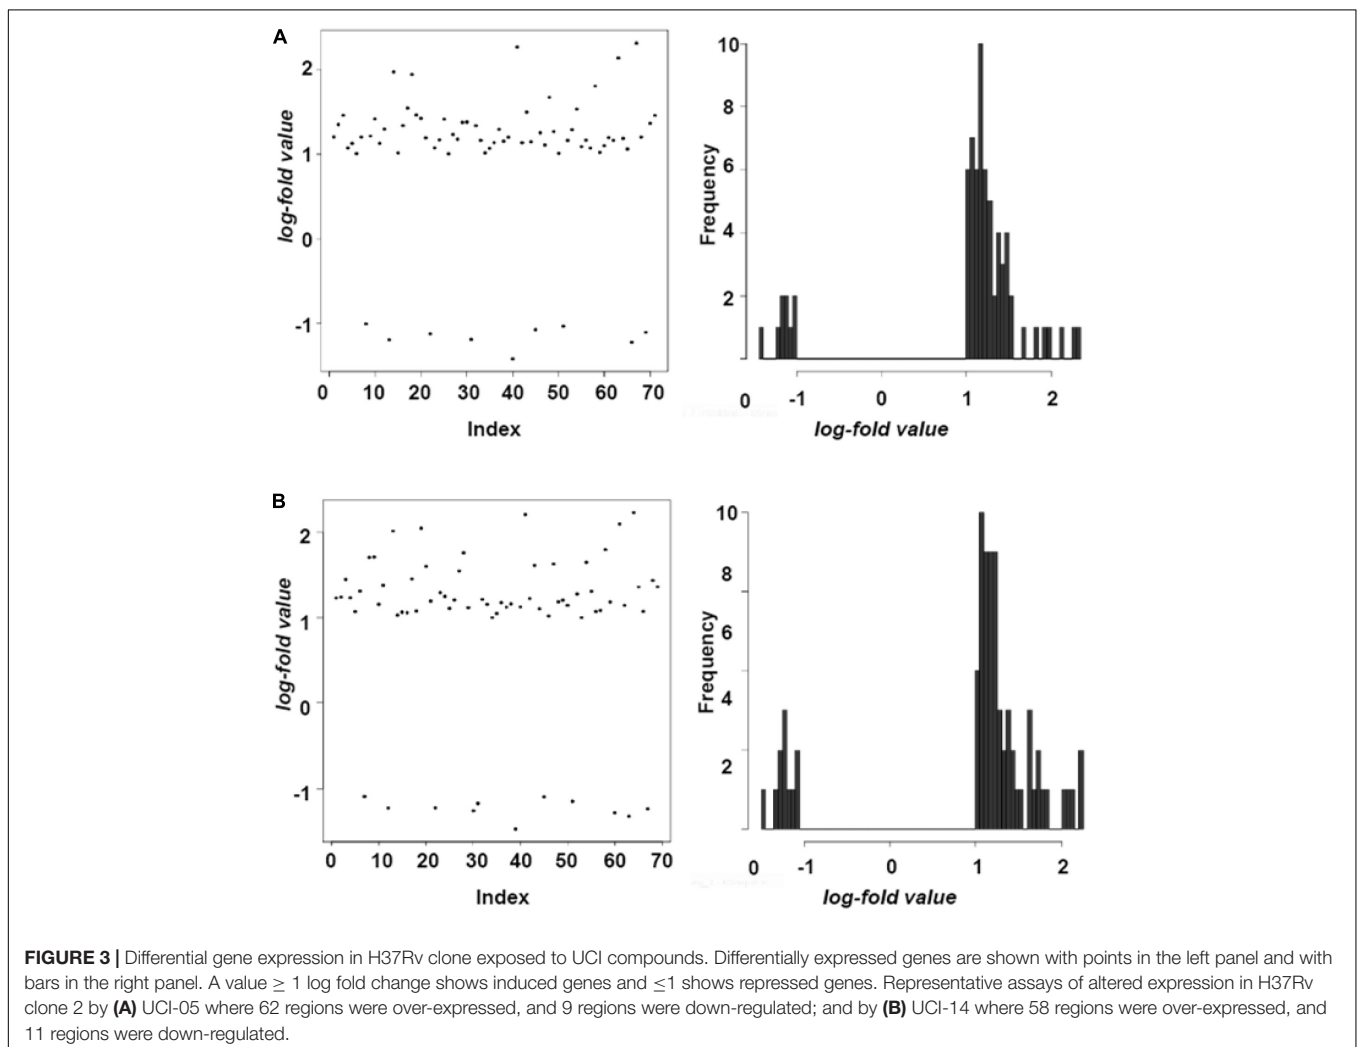 A
2
1
0
-1
log-fold value
0 10 20 30 40 50 60 70
Index
10
8
6
4
2
Frequency
0 -1 0 1 2
log-fold value
B
2
1
0
-1
log-fold value
0 10 20 30 40 50 60 70
Index
10
8
6
4
2
Frequency
0 -1 0 1 2
log-fold value
FIGURE 3 | Differential gene expression in H37Rv clone exposed to UCI compounds. Differentially expressed genes are shown with points in the left panel and with
bars in the right panel. A value ≥ 1 log fold change shows induced genes and ≤1 shows repressed genes. Representative assays of altered expression in H37Rv
clone 2 by (A) UCI-05 where 62 regions were over-expressed, and 9 regions were down-regulated; and by (B) UCI-14 where 58 regions were over-expressed, and
11 regions were down-regulated.